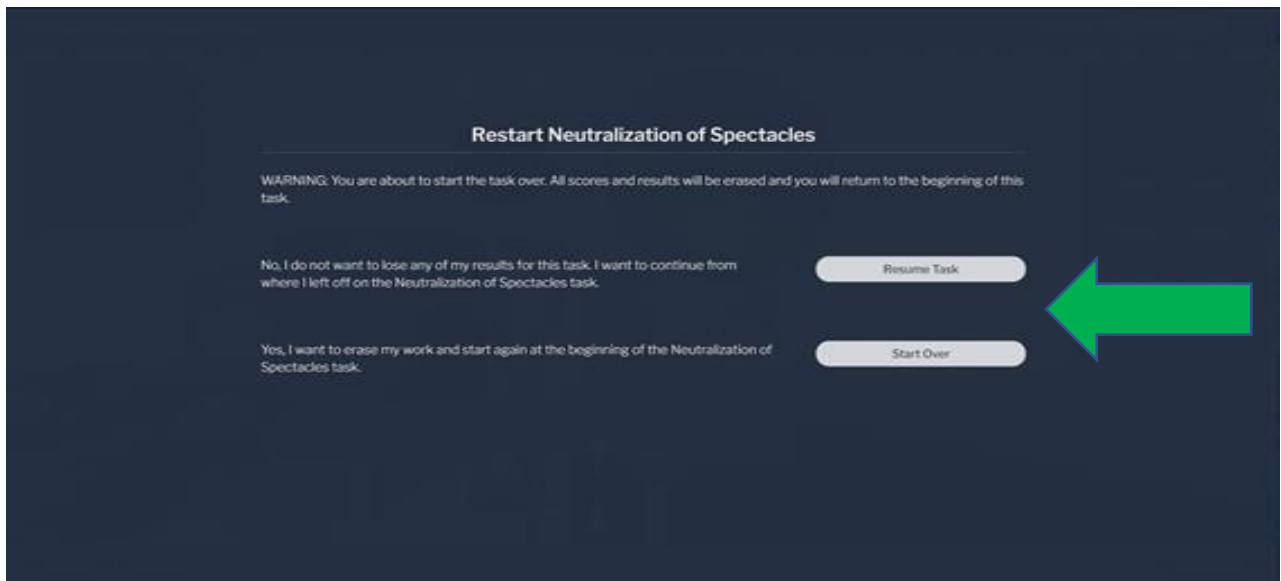 Restart Neutralization of Spectacles
WARNING: You are about to start the task over. All scores and results will be erased and you will return to the beginning of this
task.
No, I do not want to lose any of my results for this task. I want to continue from
where I left off on the Neutralization of Spectacles task.
Resume Task
Yes, I want to erase my work and start again at the beginning of the Neutralization of
Spectacles task.
Start Over